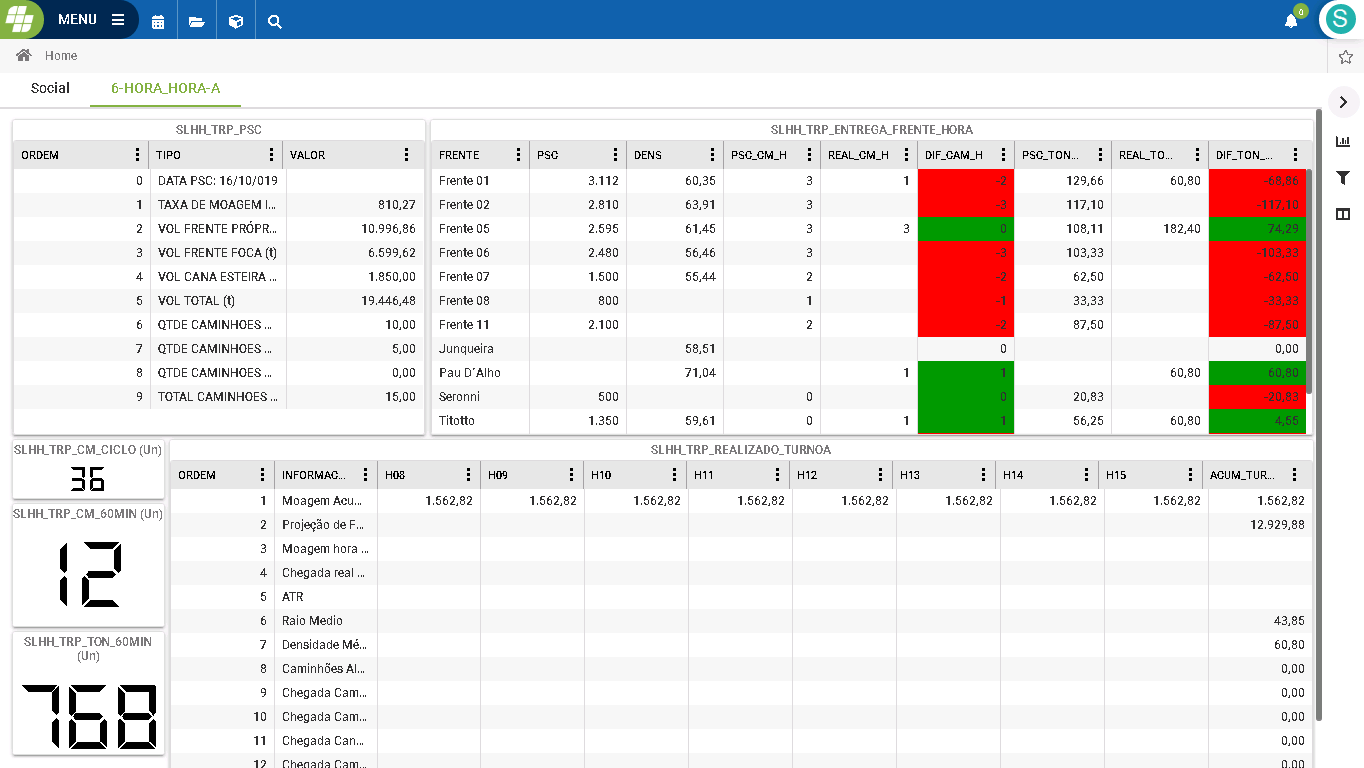 MENU
0
S
Home
Social 6-HORA_HORA-A
SLHH_TRP_PSC
ORDEM TIPO VALOR
0 DATA PSC: 16/10/019
1 TAXA DE MOAGEM I... 810,27
2 VOL FRENTE PRÓPR... 10.996,86
3 VOL FRENTE FOCA (t) 6.599,62
4 VOL CANA ESTEIRA ... 1.850,00
5 VOL TOTAL (t) 19.446,48
6 QTDE CAMINHOES ... 10,00
7 QTDE CAMINHOES ... 5,00
8 QTDE CAMINHOES ... 0,00
9 TOTAL CAMINHOES ... 15,00
SLHH_TRP_ENTREGA_FRENTE_HORA
FRENTE PSC DENS PSC_CM_H REAL_CM_H DIF_CAM_H PSC_TON... REAL_TO... DIF_TON_...
Frente 01 3.112 60,35 3 1 -2 129,66 60,80 -68,86
Frente 02 2.810 63,91 3 -3 117,10 -117,10
Frente 05 2.595 61,45 3 3 0 108,11 182,40 74,29
Frente 06 2.480 56,46 3 -3 103,33 -103,33
Frente 07 1.500 55,44 2 -2 62,50 -62,50
Frente 08 800 1 -1 33,33 -33,33
Frente 11 2.100 2 -2 87,50 -87,50
Junqueira 58,51 0 0,00
Pau D´Alho 71,04 1 1 60,80 60,80
Seronni 500 0 0 20,83 -20,83
Titotto 1.350 59,61 0 1 1 56,25 60,80 4,55
SLHH_TRP_CM_CICLO (Un)
36
SLHH_TRP_CM_60MIN (Un)
12
SLHH_TRP_TON_60MIN
(Un)
768
SLHH_TRP_REALIZADO_TURNOA
ORDEM INFORMAC... H08 H09 H10 H11 H12 H13 H14 H15 ACUM_TUR...
1 Moagem Acu... 1.562,82 1.562,82 1.562,82 1.562,82 1.562,82 1.562,82 1.562,82 1.562,82 1.562,82
2 Projeção de F... 12.929,88
3 Moagem hora ...
4 Chegada real ...
5 ATR
6 Raio Medio 43,85
7 Densidade Mé... 60,80
8 Caminhões Al... 0,00
9 Chegada Cam... 0,00
10 Chegada Cam... 0,00
11 Chegada Can... 0,00
12 Chegada Cam... 0,00